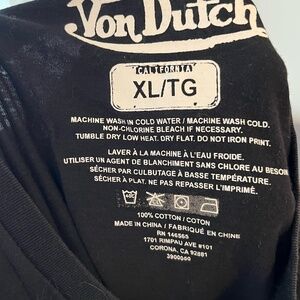 Von Dutch
CALIFORNIA
XL/TG
MACHINE WASH IN COLD WATER / MACHINE WASH COLD.
NON-CHLORINE BLEACH IF NECESSARY.
TUMBLE DRY LOW HEAT. DRY FLAT. DO NOT IRON PRINT.
LAVER À LA MACHINE À L'EAU FROIDE.
UTILISER UN AGENT DE BLANCHIMENT SANS CHLORE AU BESOIN
SÉCHER PAR CULBUTAGE À BASSE TEMPÉRATURE.
SÉCHER À PLAT. NE PAS REPASSER L'IMPRIMÉ.
100% COTTON / COTON
MADE IN CHINA / FABRIQUÉ EN CHINE
RN 146565
1701 RIMPAU AVE #101
CORONA, CA 92881
3900050